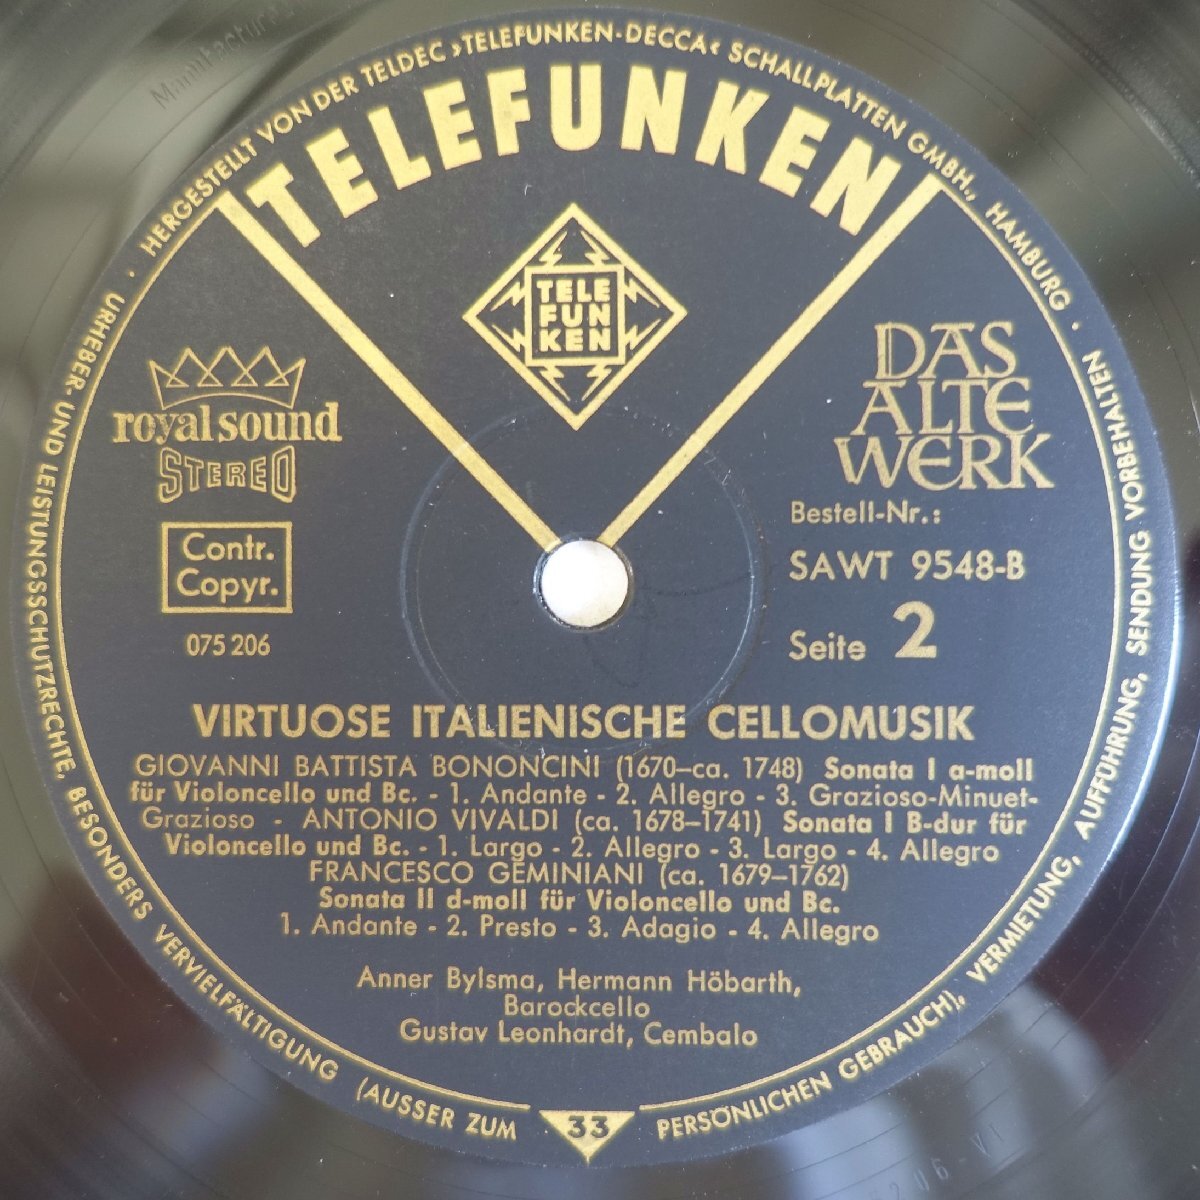 HERGESTELLT VON DER TELDEC »TELEFUNKEN-DECCA« SCHALLPLATTEN GMBH., HAMBURG ·
TELEFUNKEN
TELE
FUN
KEN
royal sound
STEREO
Contr.
Copyr.
075 206
DAS
ALTE
WERK
Bestell-Nr.:
SAWT 9548-B
Seite 2
VIRTUOSE ITALIENISCHE CELLOMUSIK
GIOVANNI BATTISTA BONONCINI (1670–ca. 1748) Sonata I a-moll
für Violoncello und Bc. - 1. Andante - 2. Allegro - 3. Grazioso-Minuet-
Grazioso - ANTONIO VIVALDI (ca. 1678–1741) Sonata I B-dur für
Violoncello und Bc. - 1. Largo - 2. Allegro - 3. Largo - 4. Allegro
FRANCESCO GEMINIANI (ca. 1679–1762)
Sonata II d-moll für Violoncello und Bc.
1. Andante - 2. Presto - 3. Adagio - 4. Allegro
Anner Bylsma, Hermann Höbarth,
Barockcello
Gustav Leonhardt, Cembalo
· URHEBER- UND LEISTUNGSSCHUTZRECHTE, BESONDERS VERVIELFÄLTIGUNG (AUSSER ZUM PERSÖNLICHEN GEBRAUCH), VERMIETUNG, AUFFÜHRUNG, SENDUNG VORBEHALTEN
33